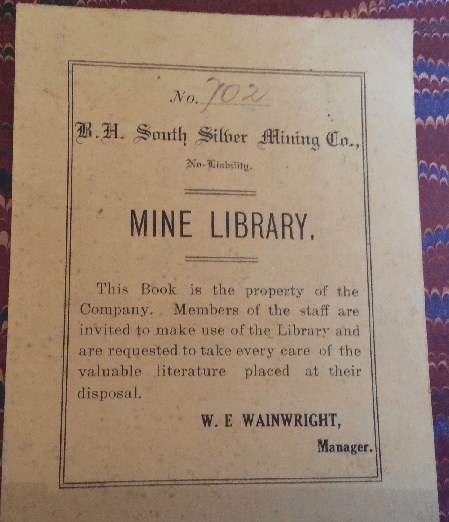 No. 702
B.H. South Silver Mining Co.,
No-Liability.
MINE LIBRARY.
This Book is the property of the
Company. Members of the staff are
invited to make use of the Library and
are requested to take every care of the
valuable literature placed at their
disposal.
W. E WAINWRIGHT,
Manager.